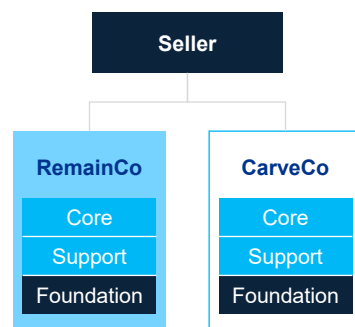 Seller
RemainCo
CarveCo
Core
Core
Support
Support
Foundation
Foundation